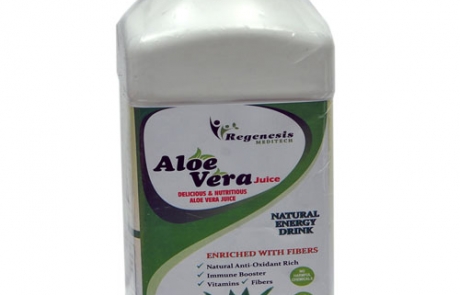 Regenesis
MEDITECH
Aloe
Vera Juice
DELICIOUS & NUTRITIOUS
ALOE VERA JUICE
NATURAL
ENERGY
DRINK
ENRICHED WITH FIBERS
✓ Natural Anti-Oxidant Rich
✓ Immune Booster
✓ Vitamins ✓ Fibers